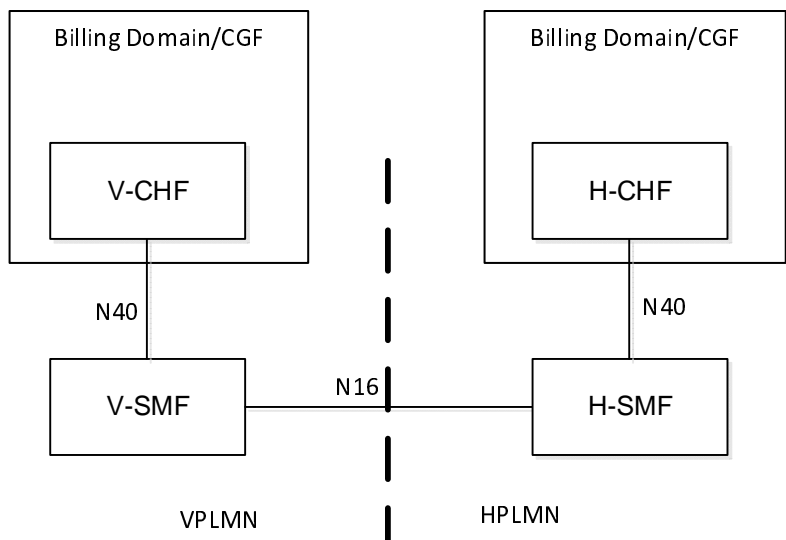 Billing Domain/CGF
Billing Domain/CGF
V-CHF
H-CHF
N40
N40
N16
V-SMF
H-SMF
VPLMN
HPLMN